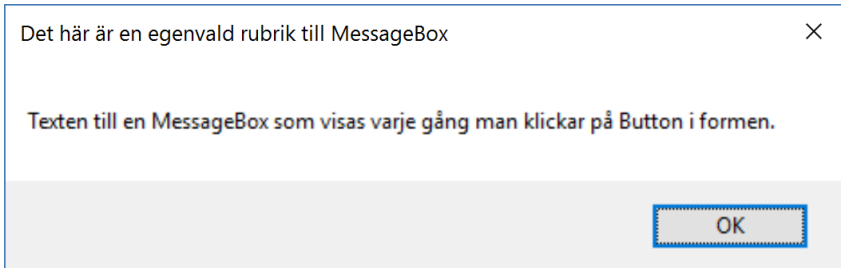 Det här är en egenvald rubrik till MessageBox
Texten till en MessageBox som visas varje gång man klickar på Button i formen.
OK